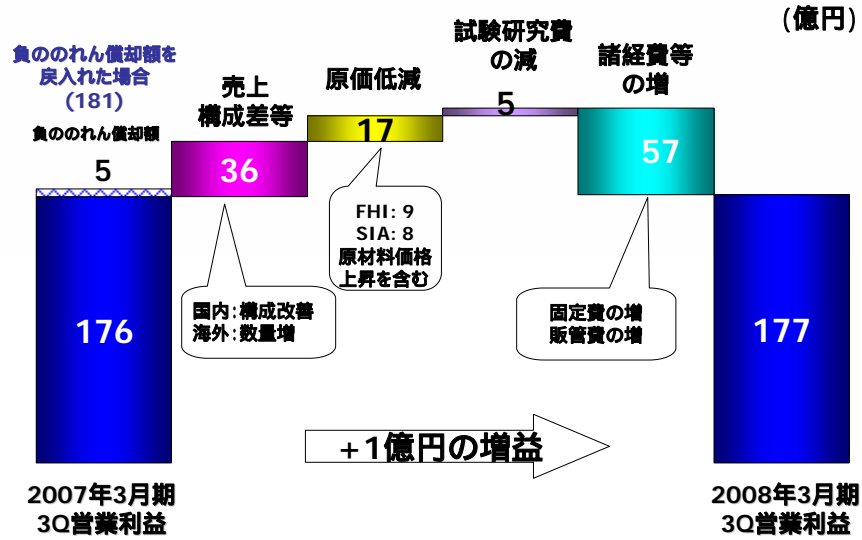 (億円)
負ののれん償却額を
戻入れた場合
(181)
負ののれん償却額
5
売上
構成差等
36
原価低減
17
試験研究費
の減
5
諸経費等
の増
57
FHI: 9
SIA: 8
原材料価格
上昇を含む
国内:構成改善
海外:数量増
固定費の増
販管費の増
176
177
+1億円の増益
2007年3月期
3Q営業利益
2008年3月期
3Q営業利益